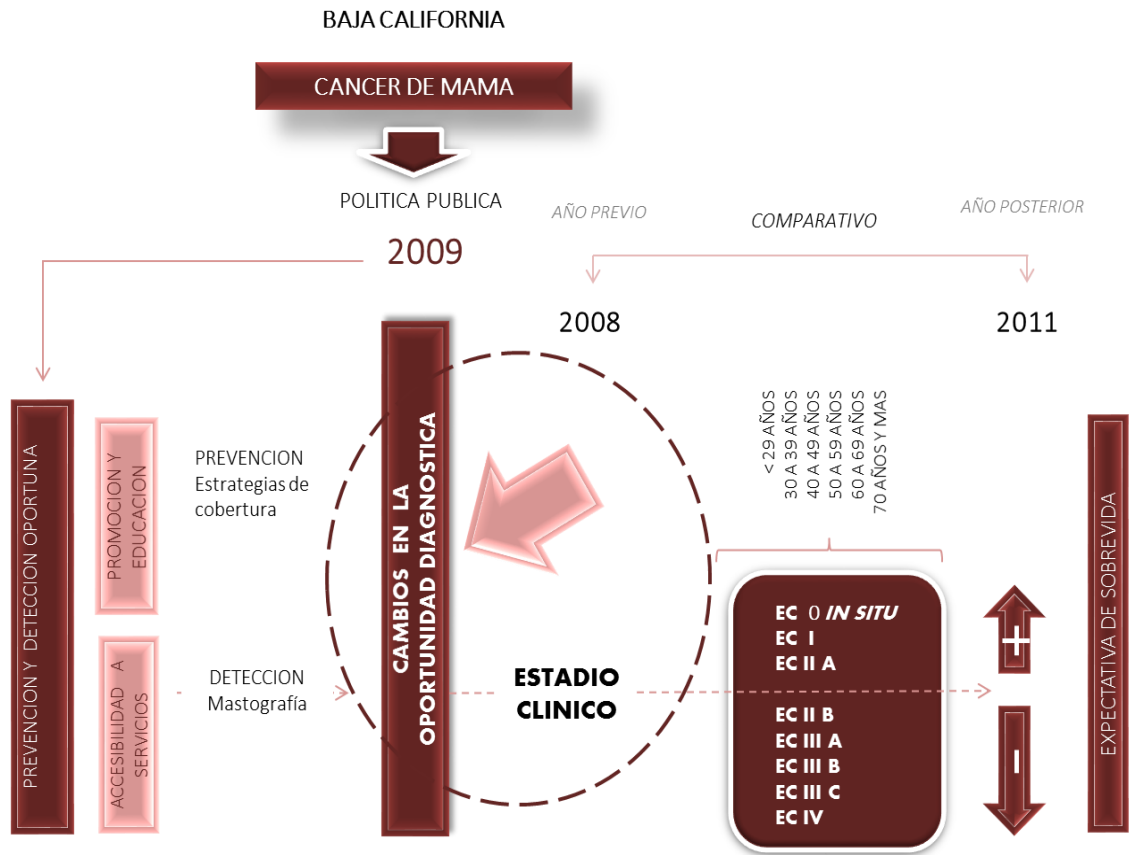 BAJA CALIFORNIA
CANCER DE MAMA
POLITICA PUBLICA
2009
AÑO PREVIO
COMPARATIVO
AÑO POSTERIOR
2008
2011
PREVENCION Y DETECCION OPORTUNA
PROMOCION Y
EDUCACION
ACCESIBILIDAD A
SERVICIOS
PREVENCION
Estrategias de
cobertura
DETECCION
Mastografía
CAMBIOS EN LA
OPORTUNIDAD DIAGNOSTICA
ESTADIO
CLINICO
< 29 AÑOS
30 A 39 AÑOS
40 A 49 AÑOS
50 A 59 AÑOS
60 A 69 AÑOS
70 AÑOS Y MAS
EC 0 IN SITU
EC I
EC II A
EC II B
EC III A
EC III B
EC III C
EC IV
+
-
EXPECTATIVA DE SOBREVIDA